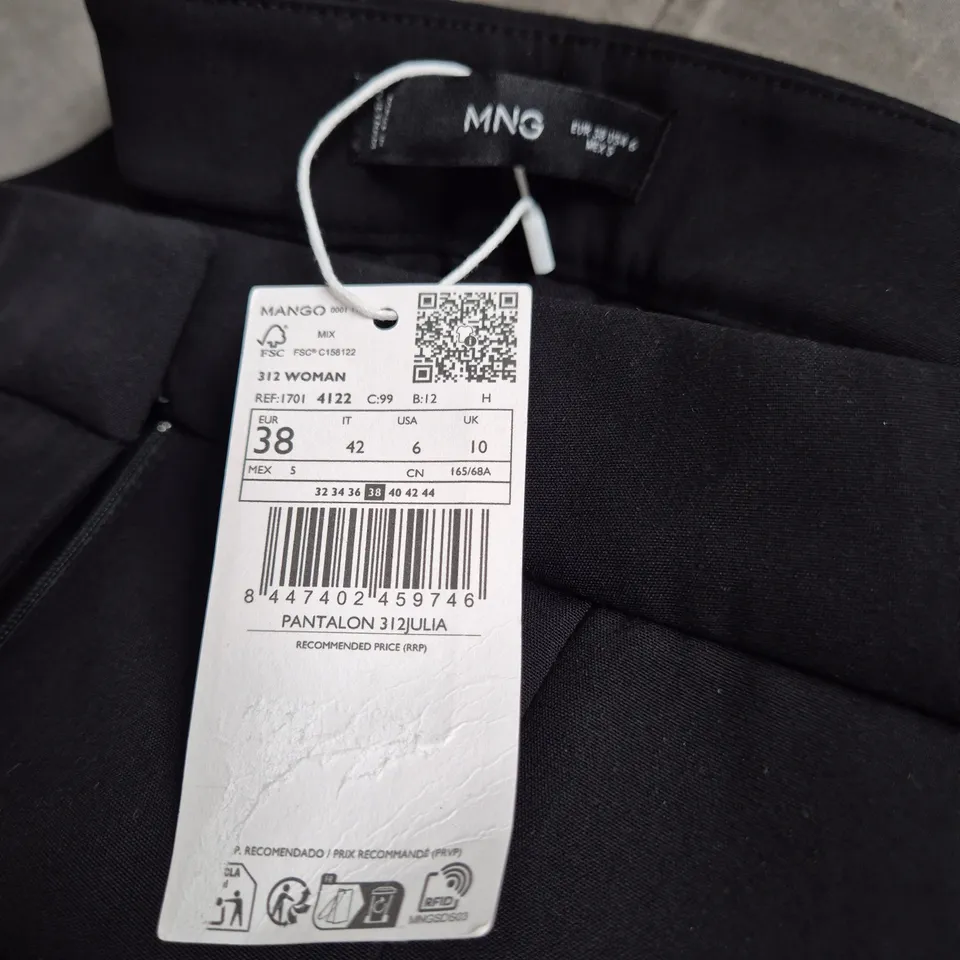 MNG
EUR 38 USA 6
MEX 5
MANGO 0001
MIX
FSC
FSC® C158122
312 WOMAN
REF:1701 4122 C:99 B:12 H
EUR IT USA UK
38 42 6 10
MEX 5 CN 165/68A
32 34 36 38 40 42 44
8 447402 459746
PANTALON 312JULIA
RECOMMENDED PRICE (RRP)
P. RECOMENDADO / PRIX RECOMMANDÉ (PRVP)
FR
RFID
MNGSDS03